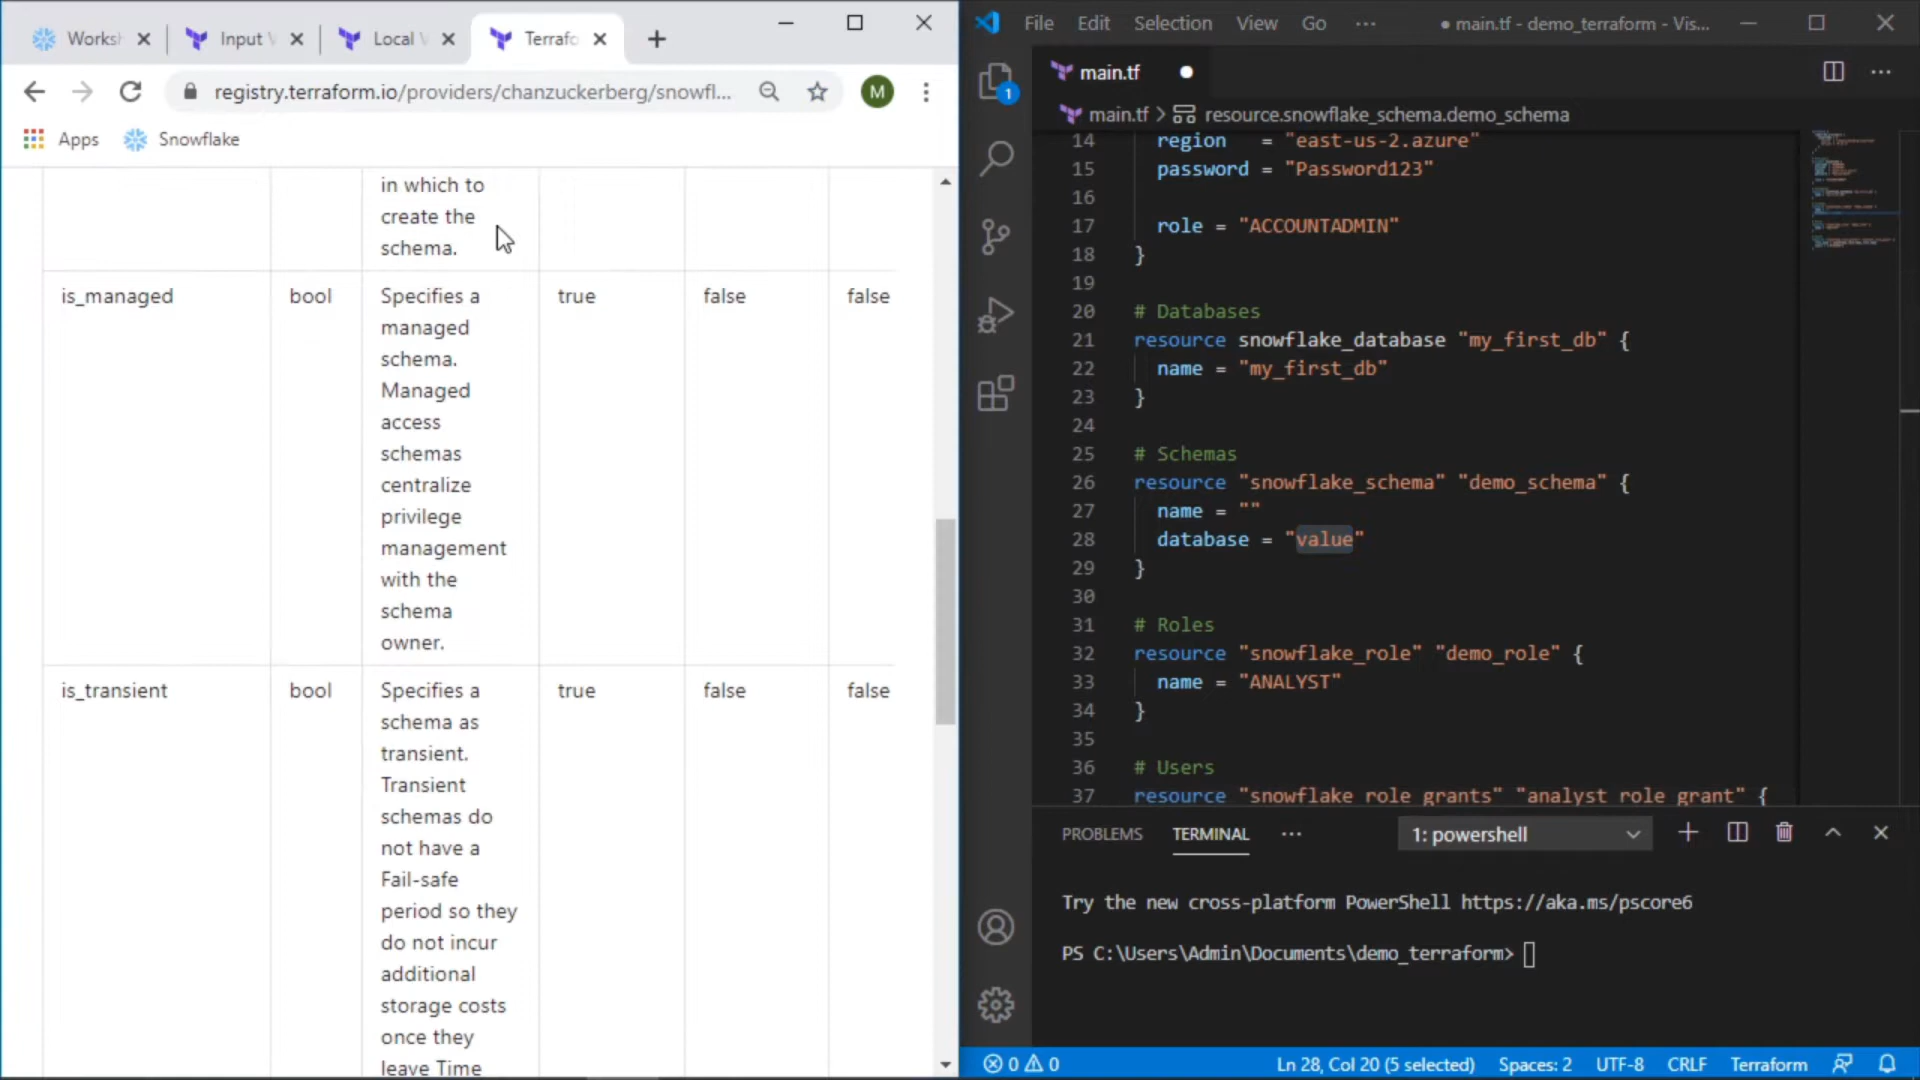 Works
Input V
Local V
Terrafo
registry.terraform.io/providers/chanzuckerberg/snowfl...
M
Apps
Snowflake
in which to
create the
schema.
is_managed bool Specifies a true false false
managed
schema.
Managed
access
schemas
centralize
privilege
management
with the
schema
owner.
is_transient bool Specifies a true false false
schema as
transient.
Transient
schemas do
not have a
Fail-safe
period so they
do not incur
additional
storage costs
once they
leave Time
File Edit Selection View Go ··· ● main.tf - demo_terraform - Vis...
1
main.tf
main.tf > resource.snowflake_schema.demo_schema
14 region = "east-us-2.azure"
15 password = "Password123"
16
17 role = "ACCOUNTADMIN"
18 }
19
20 # Databases
21 resource snowflake_database "my_first_db" {
22 name = "my_first_db"
23 }
24
25 # Schemas
26 resource "snowflake_schema" "demo_schema" {
27 name = ""
28 database = "value"
29 }
30
31 # Roles
32 resource "snowflake_role" "demo_role" {
33 name = "ANALYST"
34 }
35
36 # Users
37 resource "snowflake_role_grants" "analyst_role_grant" {
PROBLEMS TERMINAL ··· 1: powershell
Try the new cross-platform PowerShell https://aka.ms/pscore6
PS C:\Users\Admin\Documents\demo_terraform>
0 0 Ln 28, Col 20 (5 selected) Spaces: 2 UTF-8 CRLF Terraform